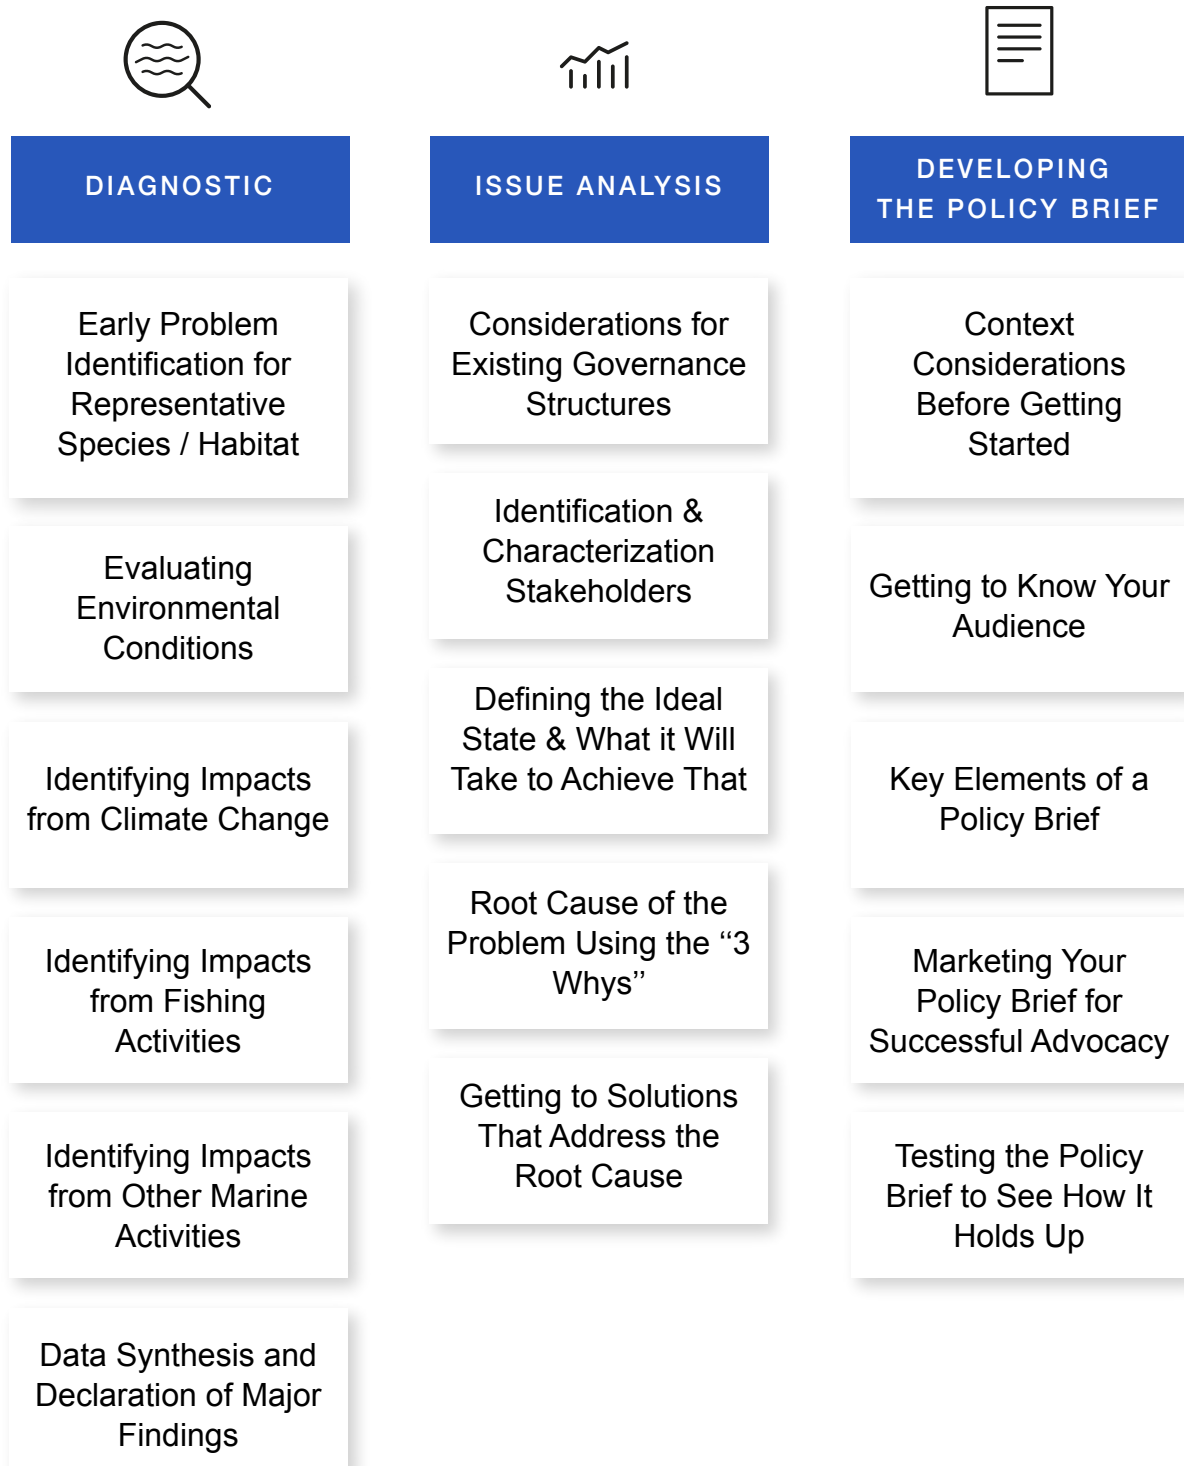 DIAGNOSTIC
Early Problem
Identification for
Representative
Species / Habitat
Evaluating
Environmental
Conditions
Identifying Impacts
from Climate Change
Identifying Impacts
from Fishing
Activities
Identifying Impacts
from Other Marine
Activities
Data Synthesis and
Declaration of Major
Findings
ISSUE ANALYSIS
Considerations for
Existing Governance
Structures
Identification &
Characterization
Stakeholders
Defining the Ideal
State & What it Will
Take to Achieve That
Root Cause of the
Problem Using the ‘‘3
Whys’’
Getting to Solutions
That Address the
Root Cause
DEVELOPING
THE POLICY BRIEF
Context
Considerations
Before Getting
Started
Getting to Know Your
Audience
Key Elements of a
Policy Brief
Marketing Your
Policy Brief for
Successful Advocacy
Testing the Policy
Brief to See How It
Holds Up